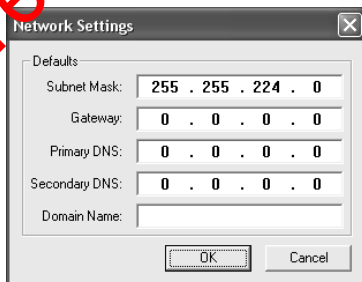 Network Settings
Defaults
Subnet Mask: 255 . 255 . 224 . 0
Gateway: 0 . 0 . 0 . 0
Primary DNS: 0 . 0 . 0 . 0
Secondary DNS: 0 . 0 . 0 . 0
Domain Name:
OK Cancel